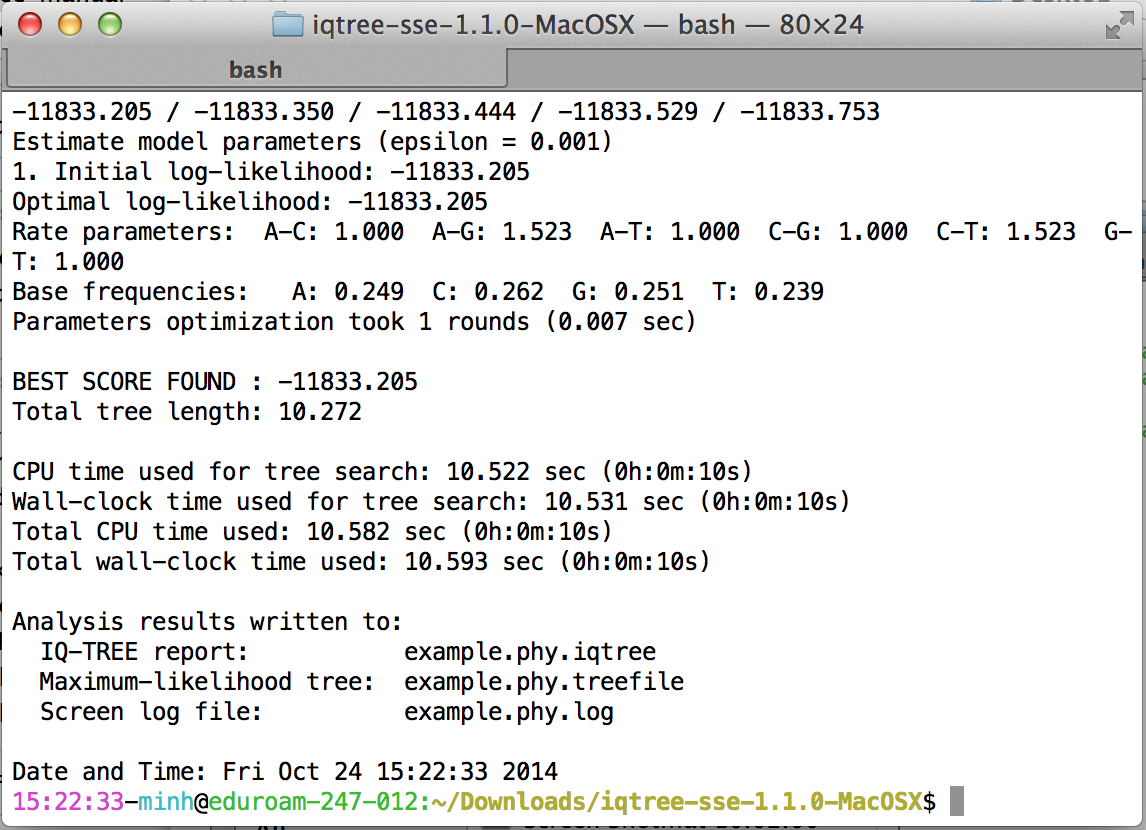 iqtree-sse-1.1.0-MacOSX — bash — 80×24
bash
-11833.205 / -11833.350 / -11833.444 / -11833.529 / -11833.753
Estimate model parameters (epsilon = 0.001)
1. Initial log-likelihood: -11833.205
Optimal log-likelihood: -11833.205
Rate parameters:  A-C: 1.000  A-G: 1.523  A-T: 1.000  C-G: 1.000  C-T: 1.523  G-
T: 1.000
Base frequencies:   A: 0.249  C: 0.262  G: 0.251  T: 0.239
Parameters optimization took 1 rounds (0.007 sec)
BEST SCORE FOUND : -11833.205
Total tree length: 10.272
CPU time used for tree search: 10.522 sec (0h:0m:10s)
Wall-clock time used for tree search: 10.531 sec (0h:0m:10s)
Total CPU time used: 10.582 sec (0h:0m:10s)
Total wall-clock time used: 10.593 sec (0h:0m:10s)
Analysis results written to:
  IQ-TREE report:           example.phy.iqtree
  Maximum-likelihood tree:  example.phy.treefile
  Screen log file:          example.phy.log
Date and Time: Fri Oct 24 15:22:33 2014
15:22:33-minh@eduroam-247-012:~/Downloads/iqtree-sse-1.1.0-MacOSX$